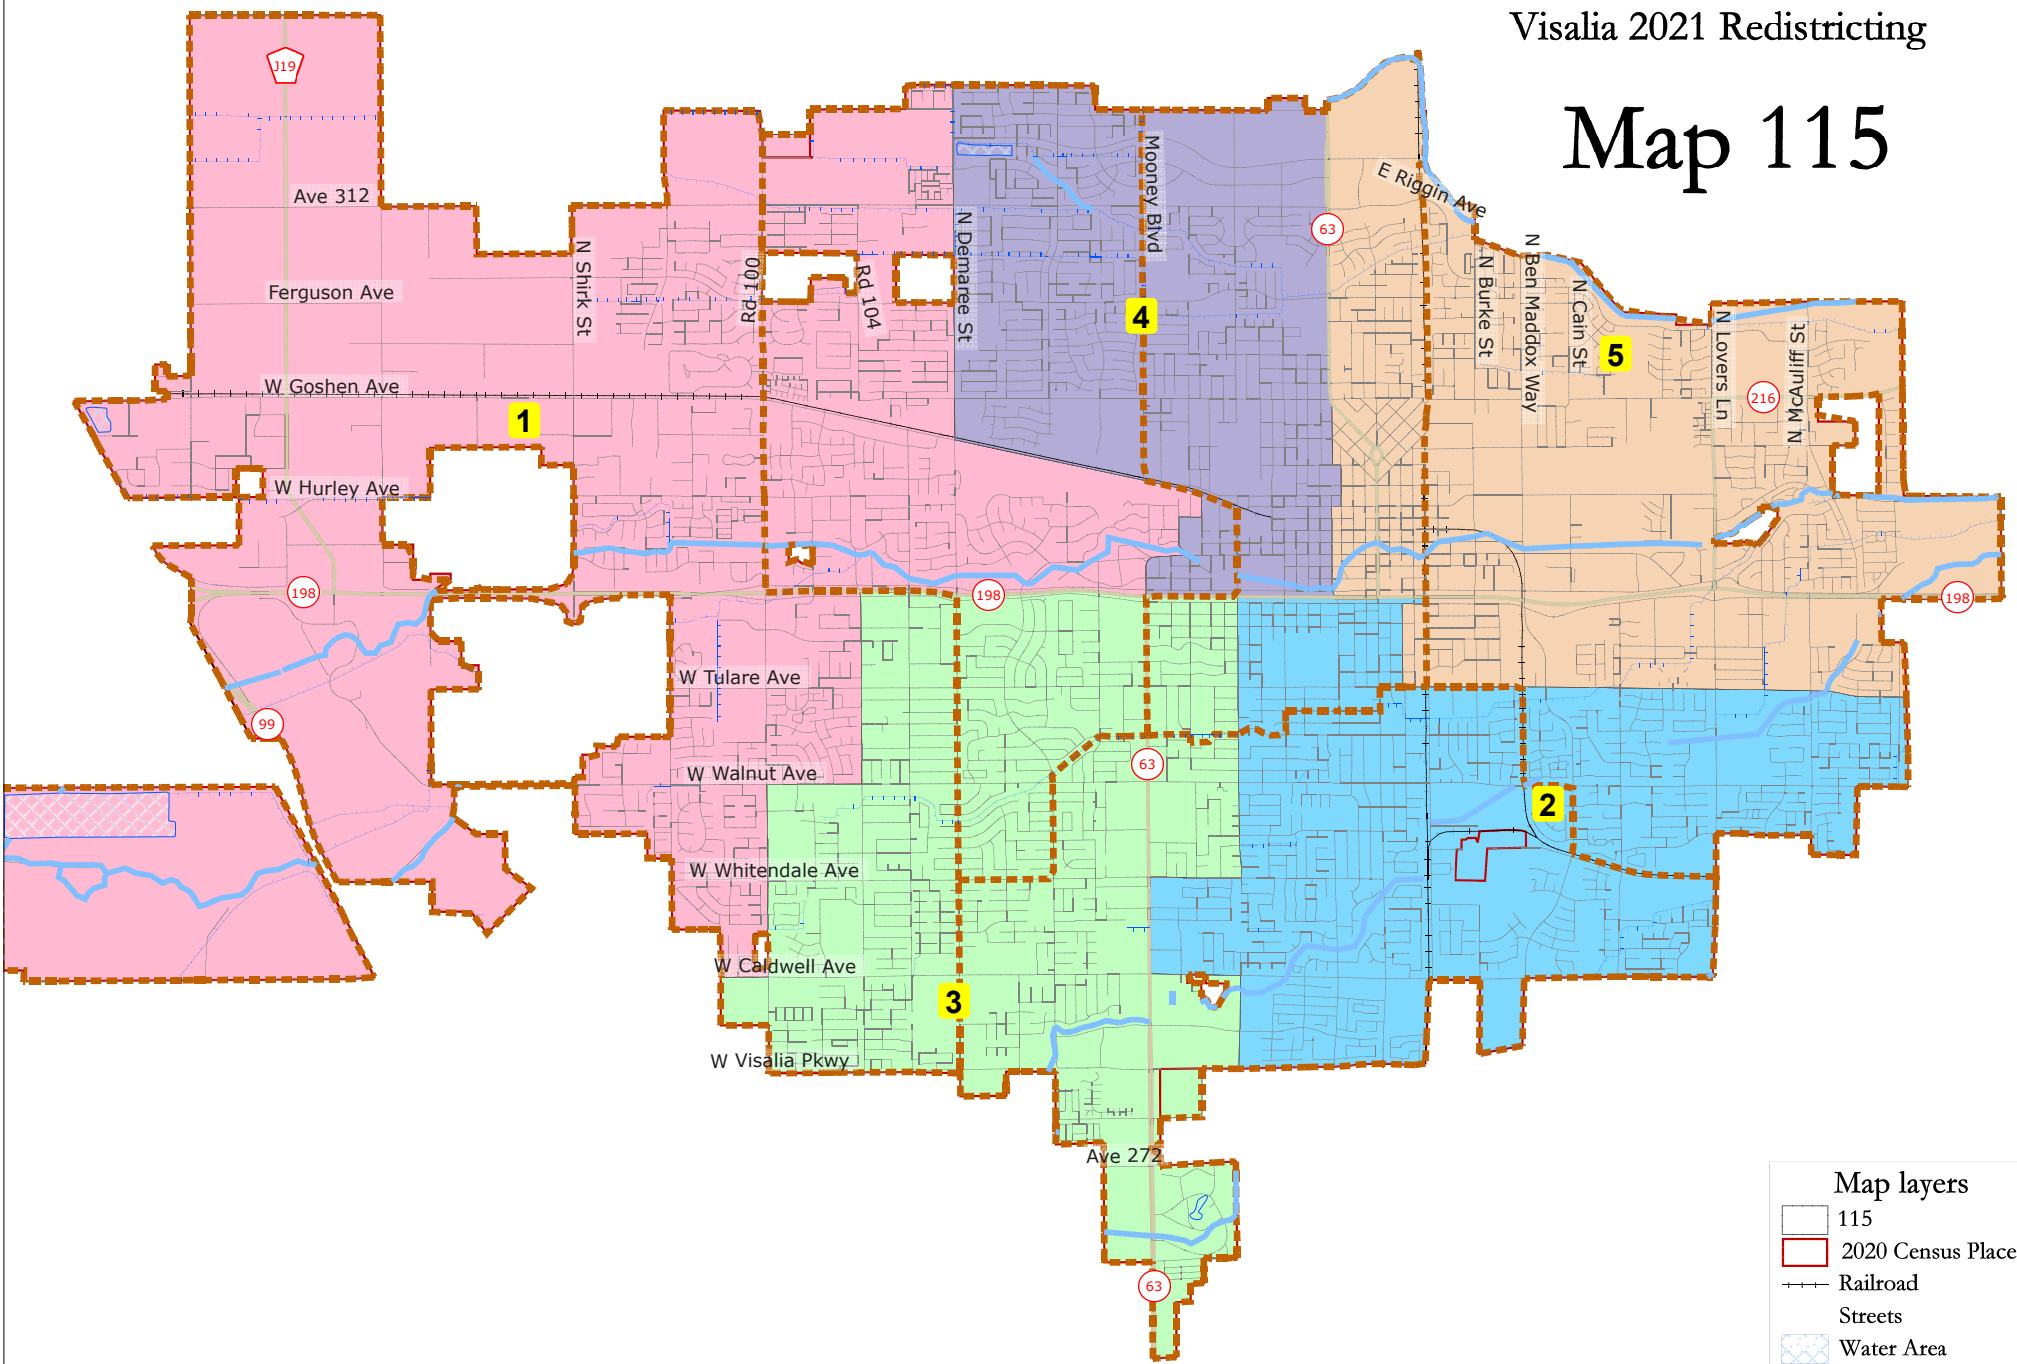 Visalia 2021 Redistricting
Map 115
J19
Ave 312
Mooney Blvd
E Riggin Ave
63
N Demaree St
N Shirk St
Rd 100
Rd 104
N Burke St
N Ben Maddox Way
N Cain St
N Lovers Ln
N McAuliff St
Ferguson Ave
4
5
W Goshen Ave
216
1
W Hurley Ave
198
198
198
W Tulare Ave
99
W Walnut Ave
63
2
W Whitendale Ave
W Caldwell Ave
3
W Visalia Pkwy
Ave 272
63
Map layers
115
2020 Census Place
Railroad
Streets
Water Area